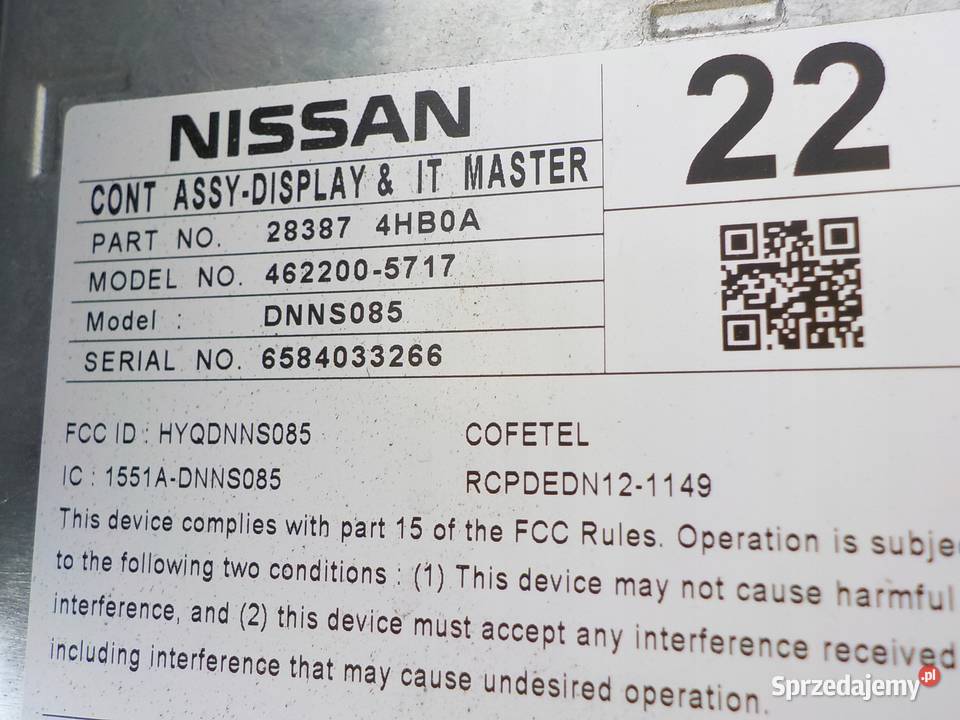 NISSAN
22
CONT ASSY-DISPLAY & IT MASTER
PART NO. 28387 4HB0A
MODEL NO. 462200-5717
Model : DNNS085
SERIAL NO. 6584033266
FCC ID : HYQDNNS085
COFETEL
IC : 1551A-DNNS085
RCPDEDN12-1149
This device complies with part 15 of the FCC Rules. Operation is subje
to the following two conditions : (1) This device may not cause harmful
interference, and (2) this device must accept any interference received
including interference that may cause undesired operation.
Sprzedajemy.pl